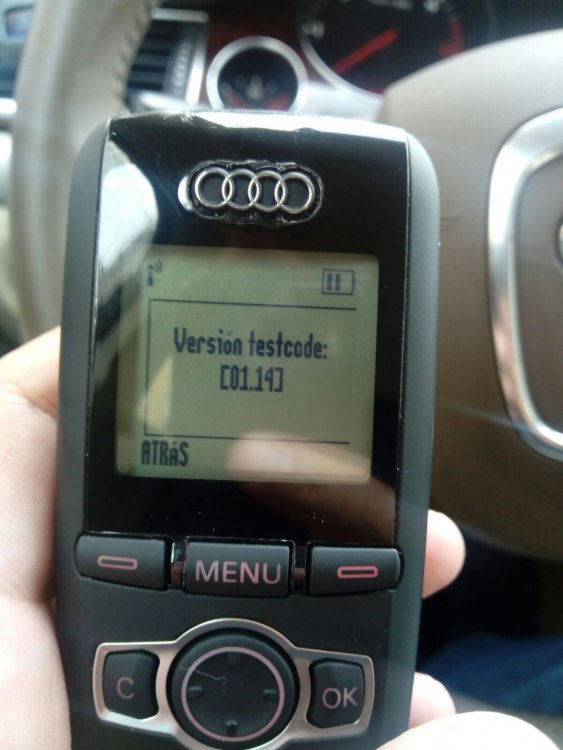 Versión testcode:
[01.14]
ATRáS
MENU
C
OK